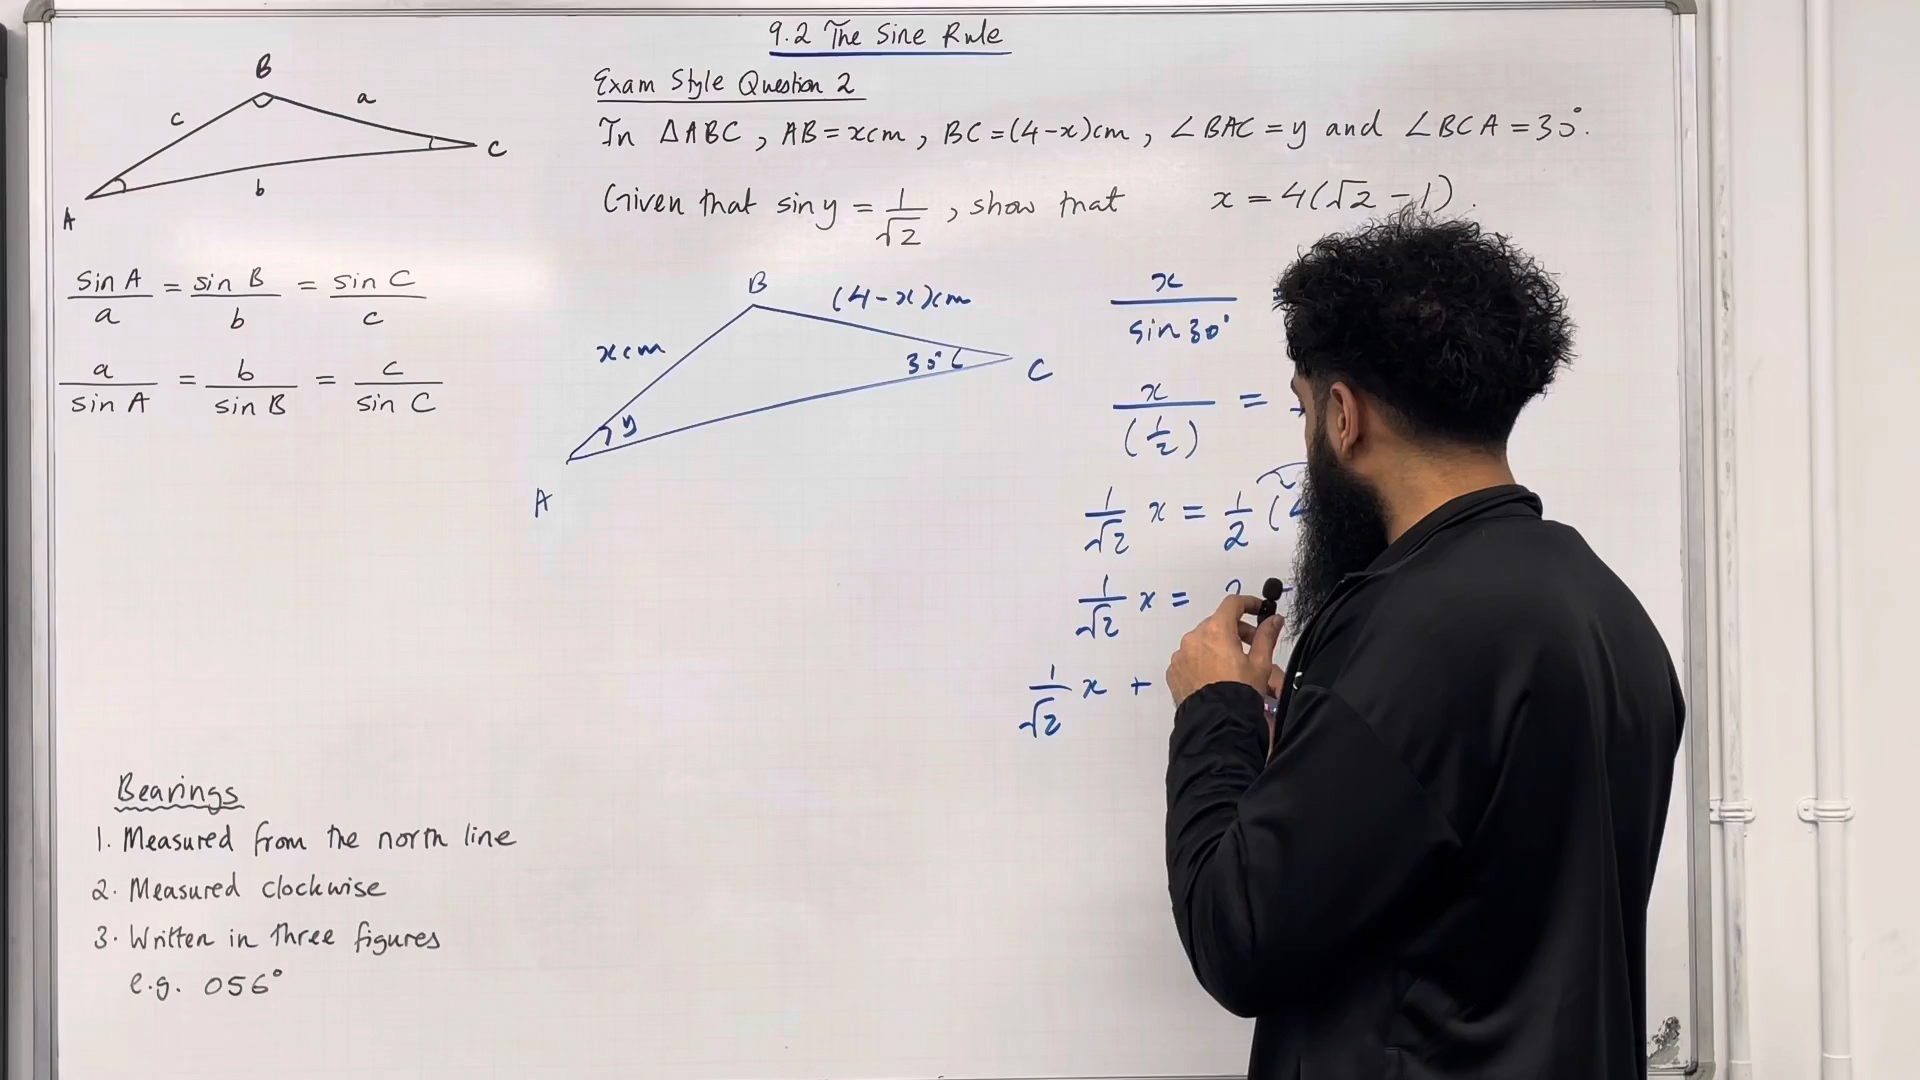 9.2 The Sine Rule
Exam Style Question 2
In ΔABC, AB=xcm, BC=(4-x)cm, ∠BAC=y and ∠BCA=30°.
Given that sin y = 1/√2, show that x=4(√2-1).
B
c
a
C
b
A
sin A/a = sin B/b = sin C/c
a/sin A = b/sin B = c/sin C
B
(4-x)cm
xcm
30°
C
y
A
x/sin 30°
x/(1/2) =
1/√2 x = 1/2 (
1/√2 x =
1/√2 x +
Bearings
1. Measured from the north line
2. Measured clockwise
3. Written in three figures
e.g. 056°